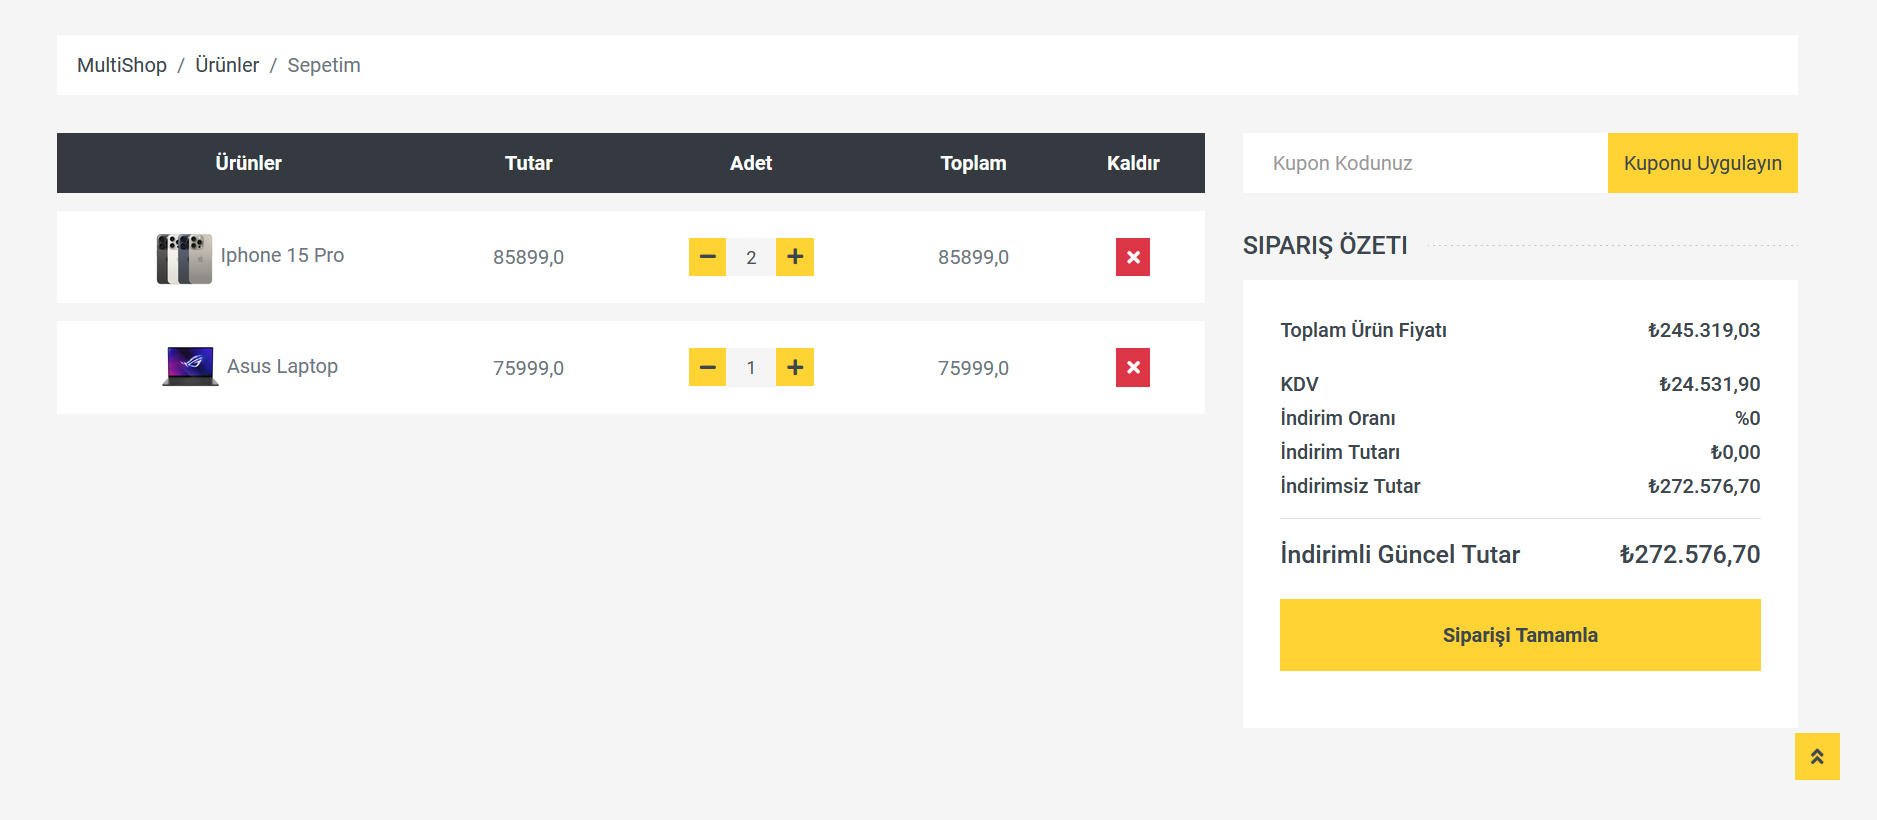 MultiShop / Ürünler / Sepetim
Ürünler Tutar Adet Toplam Kaldır
Iphone 15 Pro 85899,0 2 85899,0
Asus Laptop 75999,0 1 75999,0
Kupon Kodunuz Kuponu Uygulayın
SIPARIŞ ÖZETI
Toplam Ürün Fiyatı ₺245.319,03
KDV ₺24.531,90
İndirim Oranı %0
İndirim Tutarı ₺0,00
İndirimsiz Tutar ₺272.576,70
İndirimli Güncel Tutar ₺272.576,70
Siparişi Tamamla